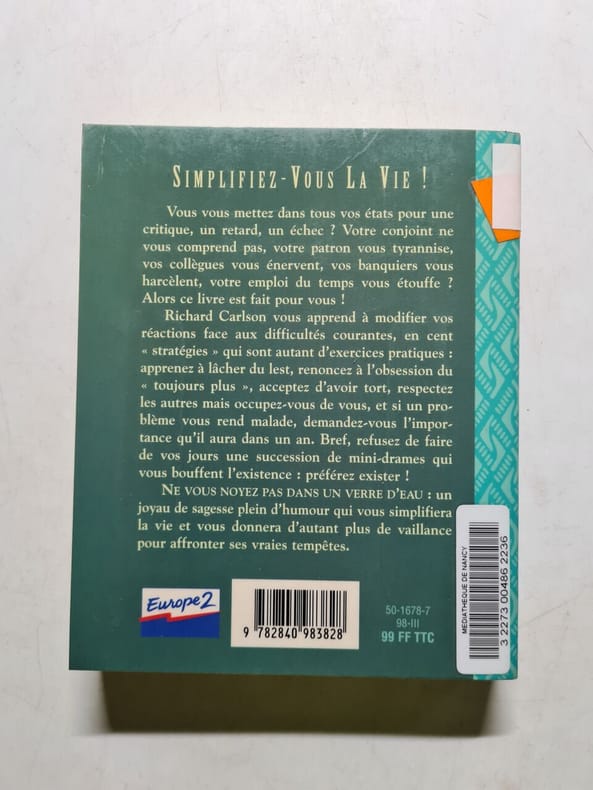 SIMPLIFIEZ-VOUS LA VIE !
Vous vous mettez dans tous vos états pour une
critique, un retard, un échec ? Votre conjoint ne
vous comprend pas, votre patron vous tyrannise,
vos collègues vous énervent, vos banquiers vous
harcèlent, votre emploi du temps vous étouffe ?
Alors ce livre est fait pour vous !
Richard Carlson vous apprend à modifier vos
réactions face aux difficultés courantes, en cent
« stratégies » qui sont autant d'exercices pratiques :
apprenez à lâcher du lest, renoncez à l'obsession du
« toujours plus », acceptez d'avoir tort, respectez
les autres mais occupez-vous de vous, et si un pro-
blème vous rend malade, demandez-vous l'impor-
tance qu'il aura dans un an. Bref, refusez de faire
de vos jours une succession de mini-drames qui
vous bouffent l'existence : préférez exister !
NE VOUS NOYEZ PAS DANS UN VERRE D'EAU : un
joyau de sagesse plein d'humour qui vous simplifiera
la vie et vous donnera d'autant plus de vaillance
pour affronter ses vraies tempêtes.
Europe 2
9 782840 983828
50-1678-7
98-III
99 FF TTC
MEDIATHEQUE DE NANCY
3 2273 00486 2236